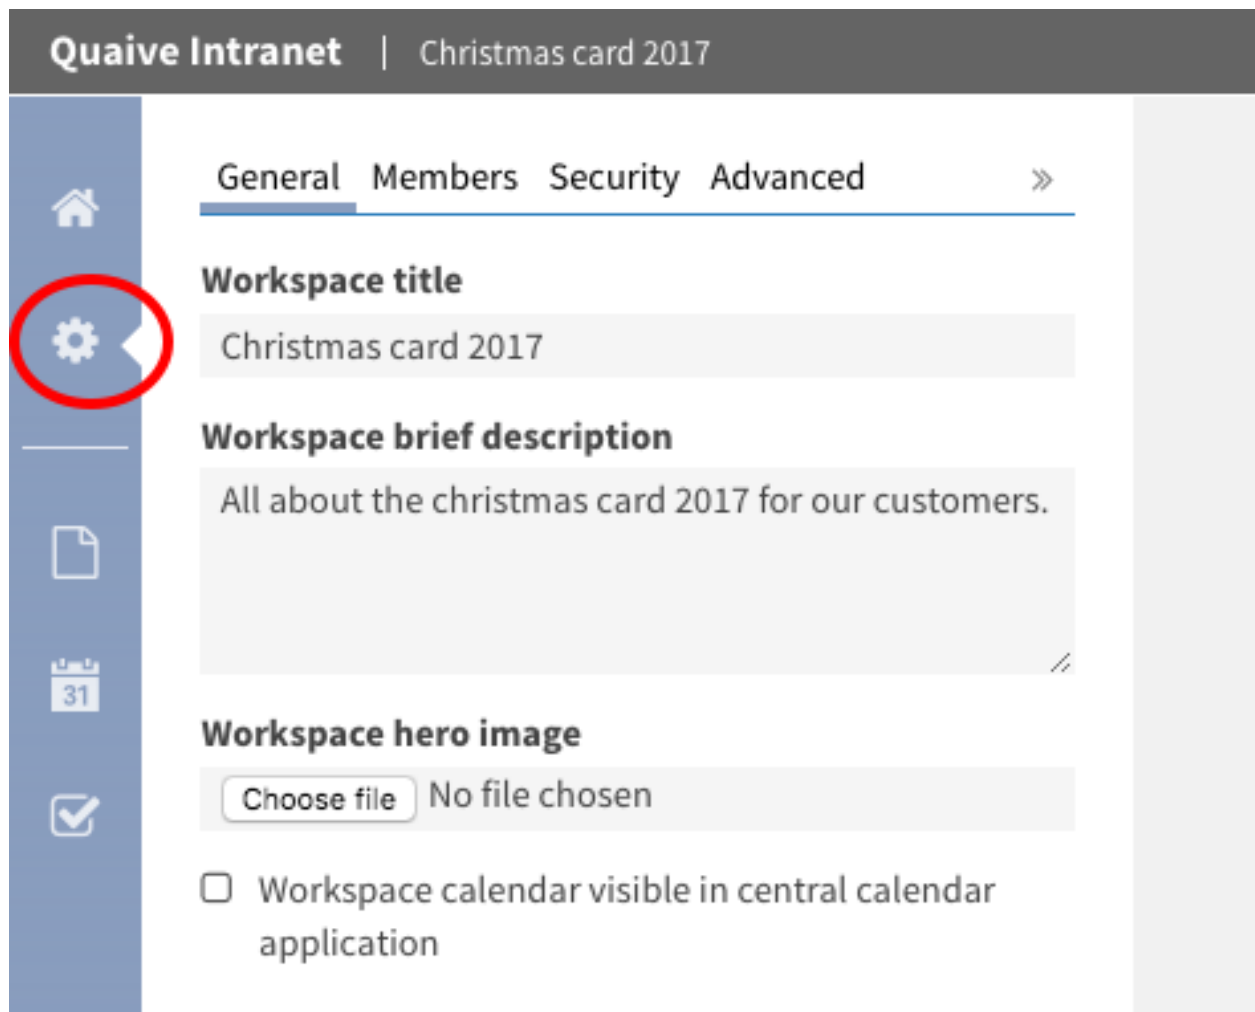 Quaive Intranet | Christmas card 2017
General Members Security Advanced »
Workspace title
Christmas card 2017
Workspace brief description
All about the christmas card 2017 for our customers.
31
Workspace hero image
Choose file No file chosen
Workspace calendar visible in central calendar
application